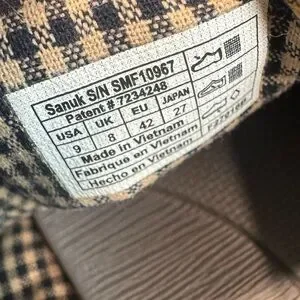 Sanuk S/N SMF10967
Patent # 7234248
USA UK EU JAPAN
9 8 42 27
Made in Vietnam
Fabrique en Vietnam
Hecho en Vietnam